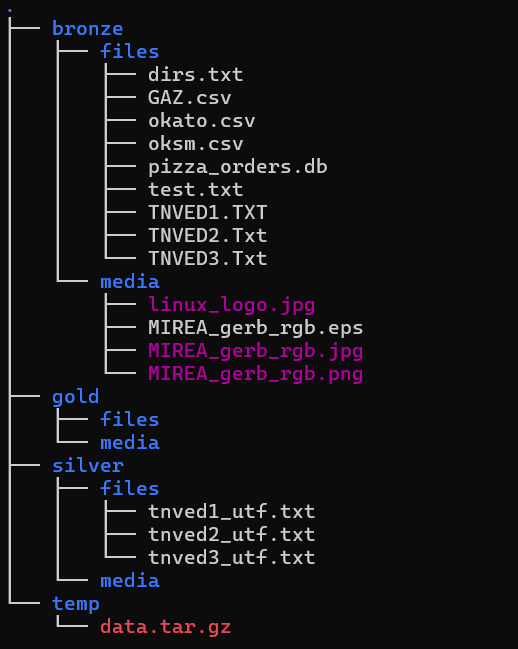 .
├── bronze
│   ├── files
│   │   ├── dirs.txt
│   │   ├── GAZ.csv
│   │   ├── okato.csv
│   │   ├── oksm.csv
│   │   ├── pizza_orders.db
│   │   ├── test.txt
│   │   ├── TNVED1.TXT
│   │   ├── TNVED2.Txt
│   │   └── TNVED3.Txt
│   └── media
│       ├── linux_logo.jpg
│       ├── MIREA_gerb_rgb.eps
│       ├── MIREA_gerb_rgb.jpg
│       └── MIREA_gerb_rgb.png
├── gold
│   ├── files
│   └── media
├── silver
│   ├── files
│   │   ├── tnved1_utf.txt
│   │   ├── tnved2_utf.txt
│   │   └── tnved3_utf.txt
│   └── media
└── temp
    └── data.tar.gz